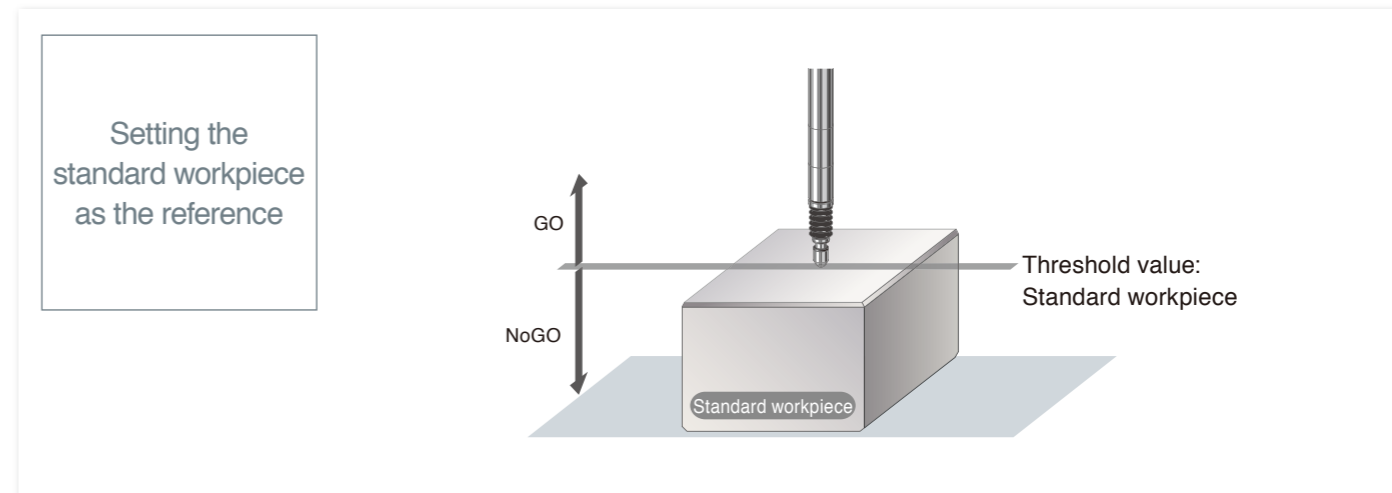 Setting the
standard workpiece
as the reference
GO
NoGO
Threshold value:
Standard workpiece
Standard workpiece